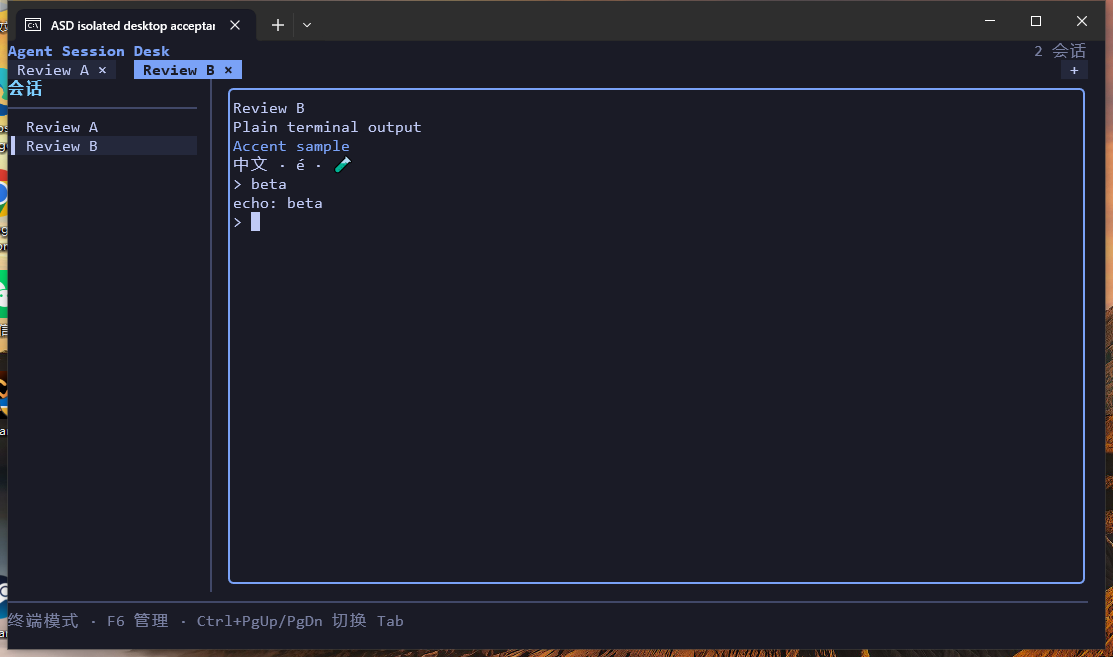 ASD isolated desktop acceptar
Agent Session Desk 2 会话
Review A × Review B × +
会话
Review A
Review B
Review B
Plain terminal output
Accent sample
中文 · é · 🧪
> beta
echo: beta
>
终端模式 · F6 管理 · Ctrl+PgUp/PgDn 切换 Tab